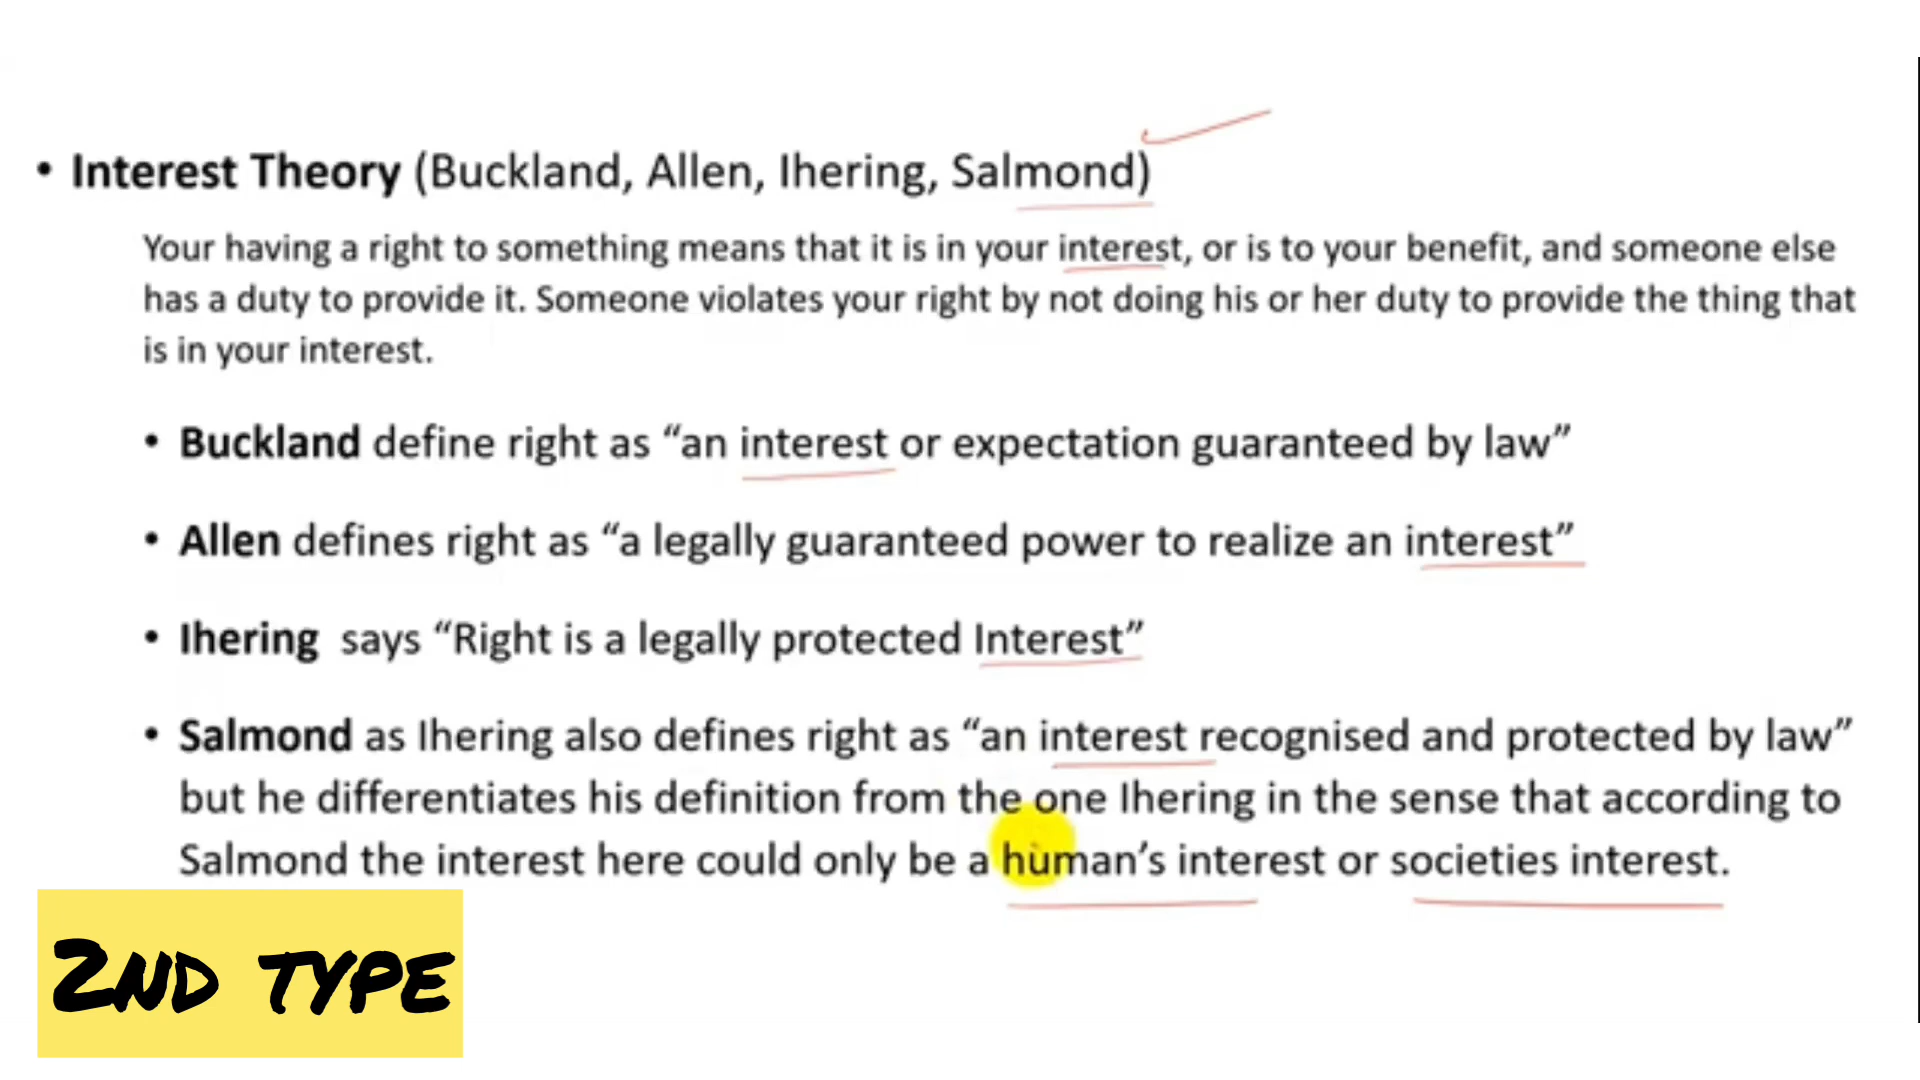 • Interest Theory (Buckland, Allen, Ihering, Salmond)
Your having a right to something means that it is in your interest, or is to your benefit, and someone else
has a duty to provide it. Someone violates your right by not doing his or her duty to provide the thing that
is in your interest.
• Buckland define right as “an interest or expectation guaranteed by law”
• Allen defines right as “a legally guaranteed power to realize an interest”
• Ihering says “Right is a legally protected Interest”
• Salmond as Ihering also defines right as “an interest recognised and protected by law”
but he differentiates his definition from the one Ihering in the sense that according to
Salmond the interest here could only be a human’s interest or societies interest.
2ND TYPE